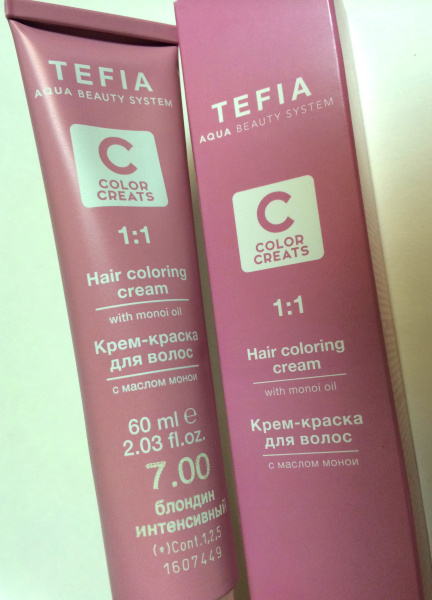 TEFIA
AQUA BEAUTY SYSTEM
C
COLOR
CREATS
1:1
Hair coloring
cream
with monoi oil
Крем-краска
для волос
с маслом монои
60 ml e
2.03 fl.oz.
7.00
блондин
интенсивный
(*)Conf.1,2,5
1607449
TEFIA
AQUA BEAUTY SYSTEM
C
COLOR
CREATS
1:1
Hair coloring
cream
with monoi oil
Крем-краска
для волос
с маслом монои